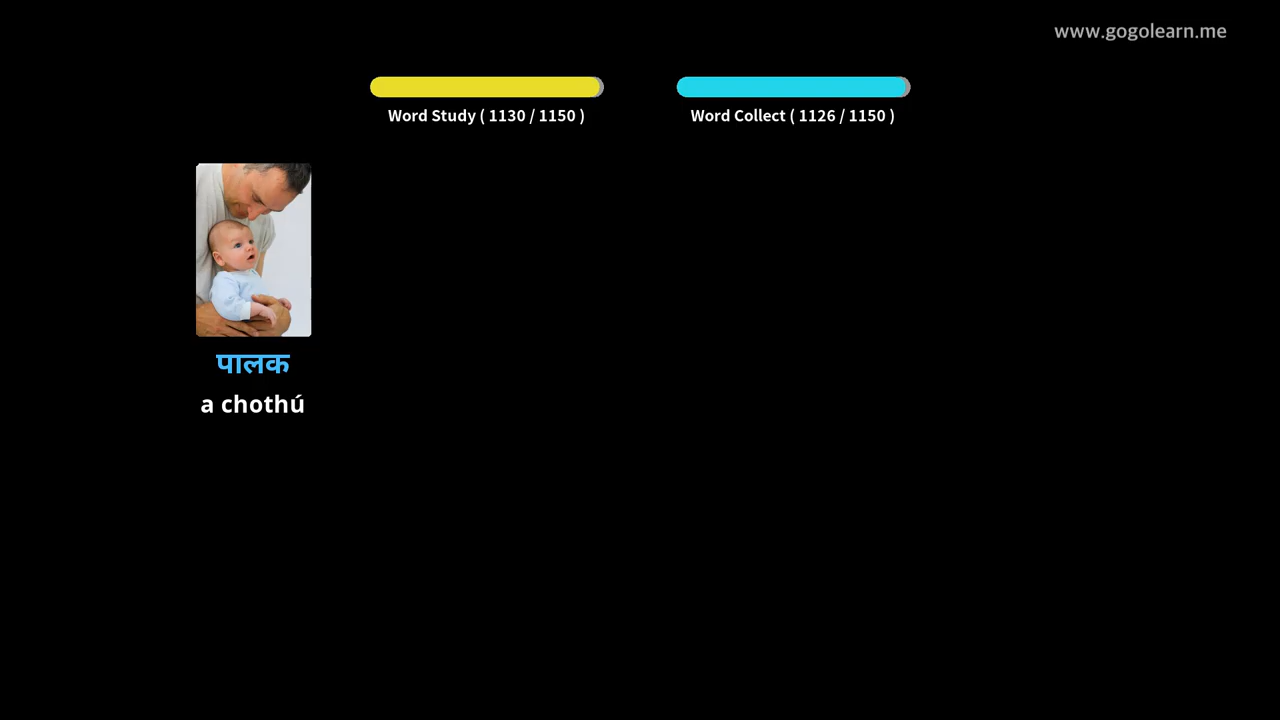 www.gogolearn.me
Word Study ( 1130 / 1150 )
Word Collect ( 1126 / 1150 )
पालक
a chothú